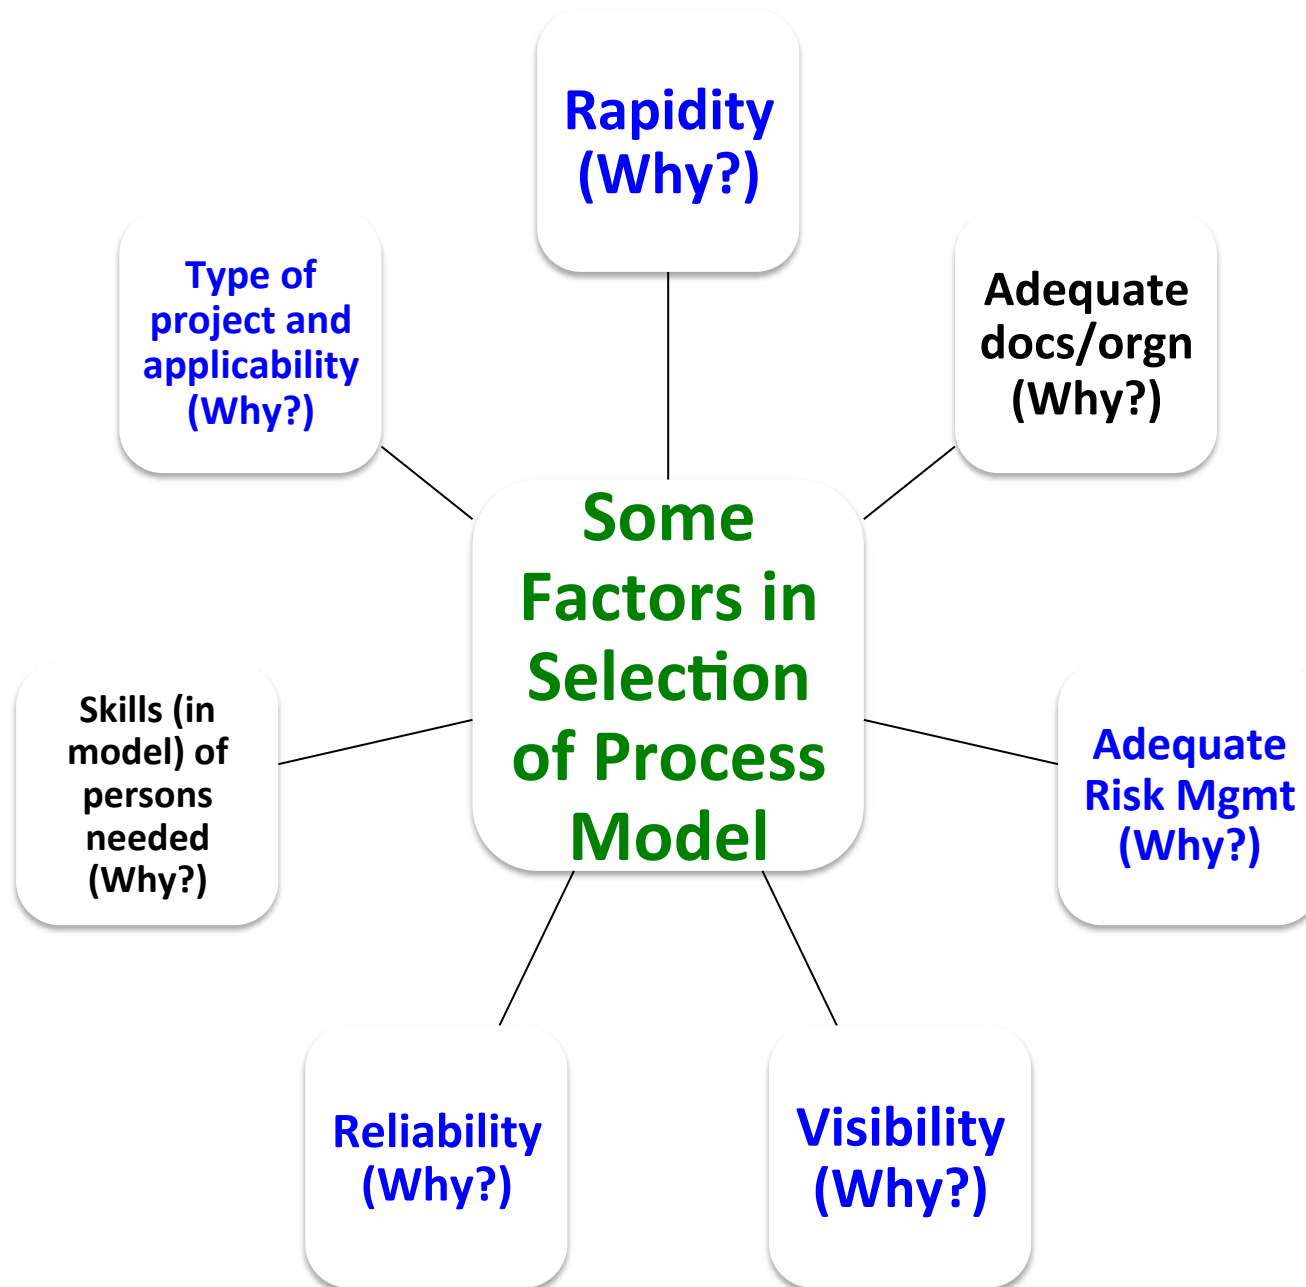 Rapidity
(Why?)
Adequate
docs/orgn
(Why?)
Adequate
Risk Mgmt
(Why?)
Visibility
(Why?)
Reliability
(Why?)
Skills (in
model) of
persons
needed
(Why?)
Type of
project and
applicability
(Why?)
Some
Factors in
Selection
of Process
Model